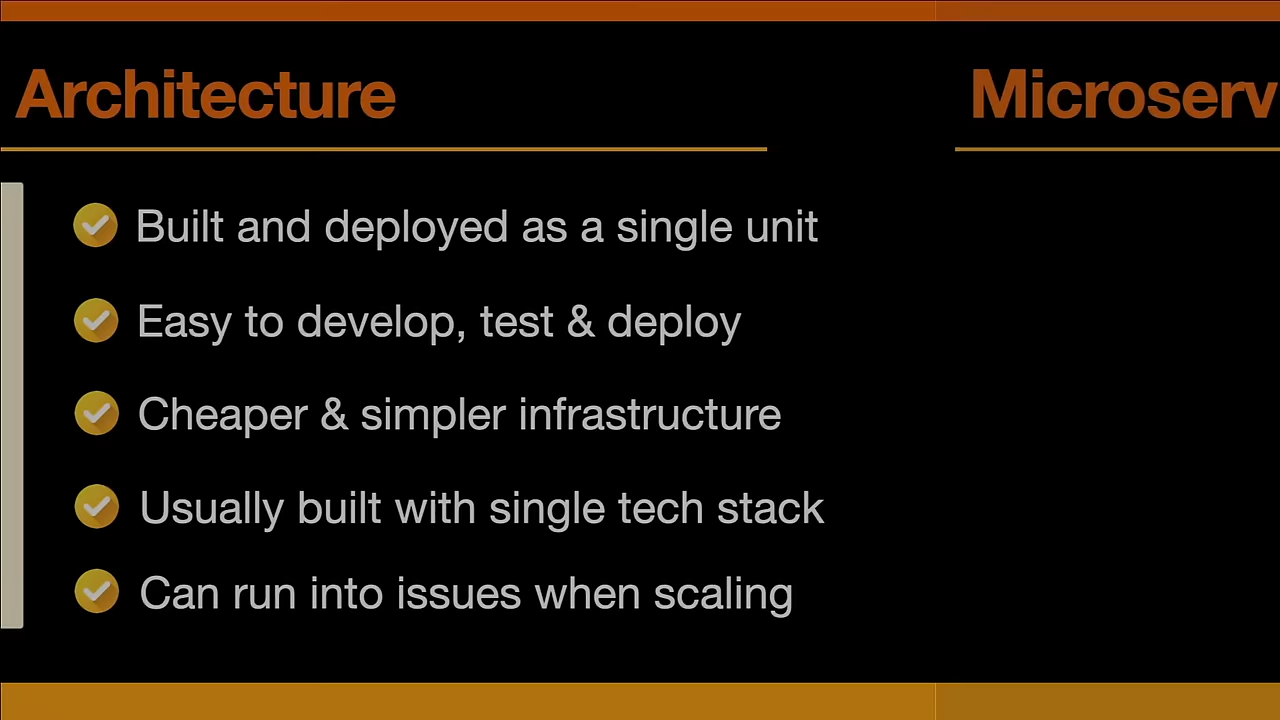 Architecture
Microserv
Built and deployed as a single unit
Easy to develop, test & deploy
Cheaper & simpler infrastructure
Usually built with single tech stack
Can run into issues when scaling